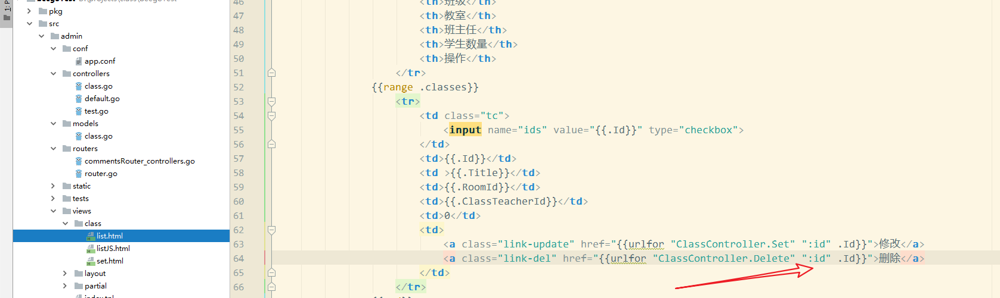 pkg
src
admin
conf
app.conf
controllers
class.go
default.go
test.go
models
class.go
routers
commentsRouter_controllers.go
router.go
static
tests
views
class
list.html
listJS.html
set.html
layout
partial
46 <th>班级</th>
47 <th>教室</th>
48 <th>班主任</th>
49 <th>学生数量</th>
50 <th>操作</th>
51 </tr>
52 {{range .classes}}
53 <tr>
54 <td class="tc">
55 <input name="ids" value="{{.Id}}" type="checkbox">
56 </td>
57 <td>{{.Id}}</td>
58 <td >{{.Title}}</td>
59 <td>{{.RoomId}}</td>
60 <td>{{.ClassTeacherId}}</td>
61 <td>0</td>
62 <td>
63 <a class="link-update" href="{{urlfor "ClassController.Set" ":id" .Id}}">修改</a>
64 <a class="link-del" href="{{urlfor "ClassController.Delete" ":id" .Id}}">删除</a>
65 </td>
66 </tr>